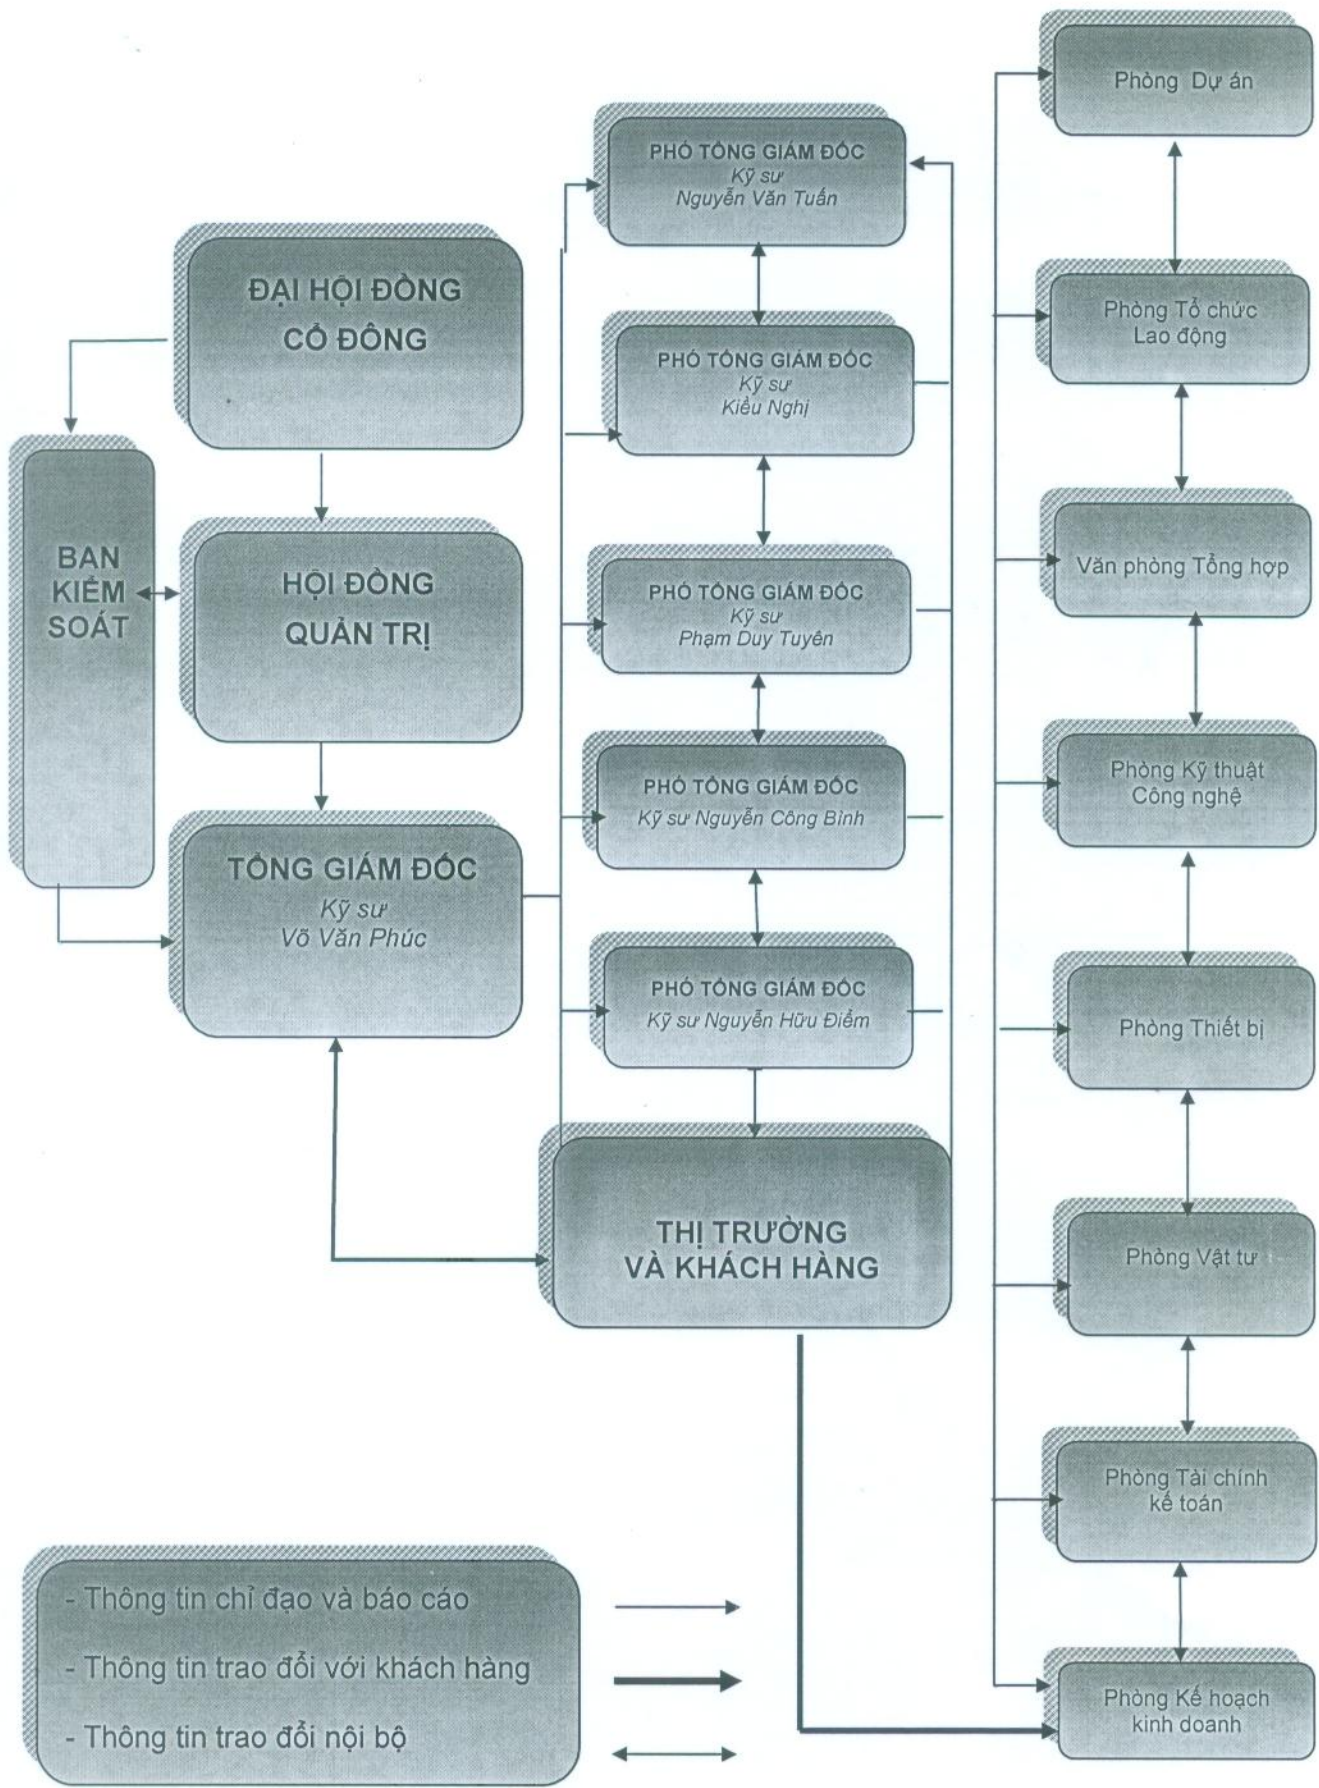 ĐẠI HỘI ĐỒNG
CỔ ĐÔNG
BAN
KIỂM
SOÁT
HỘI ĐỒNG
QUẢN TRỊ
TỔNG GIÁM ĐỐC
Kỹ sư
Võ Văn Phúc
PHÓ TỔNG GIÁM ĐỐC
Kỹ sư
Nguyễn Văn Tuấn
PHÓ TỔNG GIÁM ĐỐC
Kỹ sư
Kiều Nghị
PHÓ TỔNG GIÁM ĐỐC
Kỹ sư
Phạm Duy Tuyên
PHÓ TỔNG GIÁM ĐỐC
Kỹ sư Nguyễn Công Bình
PHÓ TỔNG GIÁM ĐỐC
Kỹ sư Nguyễn Hữu Điểm
THỊ TRƯỜNG
VÀ KHÁCH HÀNG
Phòng Dự án
Phòng Tổ chức
Lao động
Văn phòng Tổng hợp
Phòng Kỹ thuật
Công nghệ
Phòng Thiết bị
Phòng Vật tư
Phòng Tài chính
kế toán
Phòng Kế hoạch
kinh doanh
- Thông tin chỉ đạo và báo cáo
- Thông tin trao đổi với khách hàng
- Thông tin trao đổi nội bộ